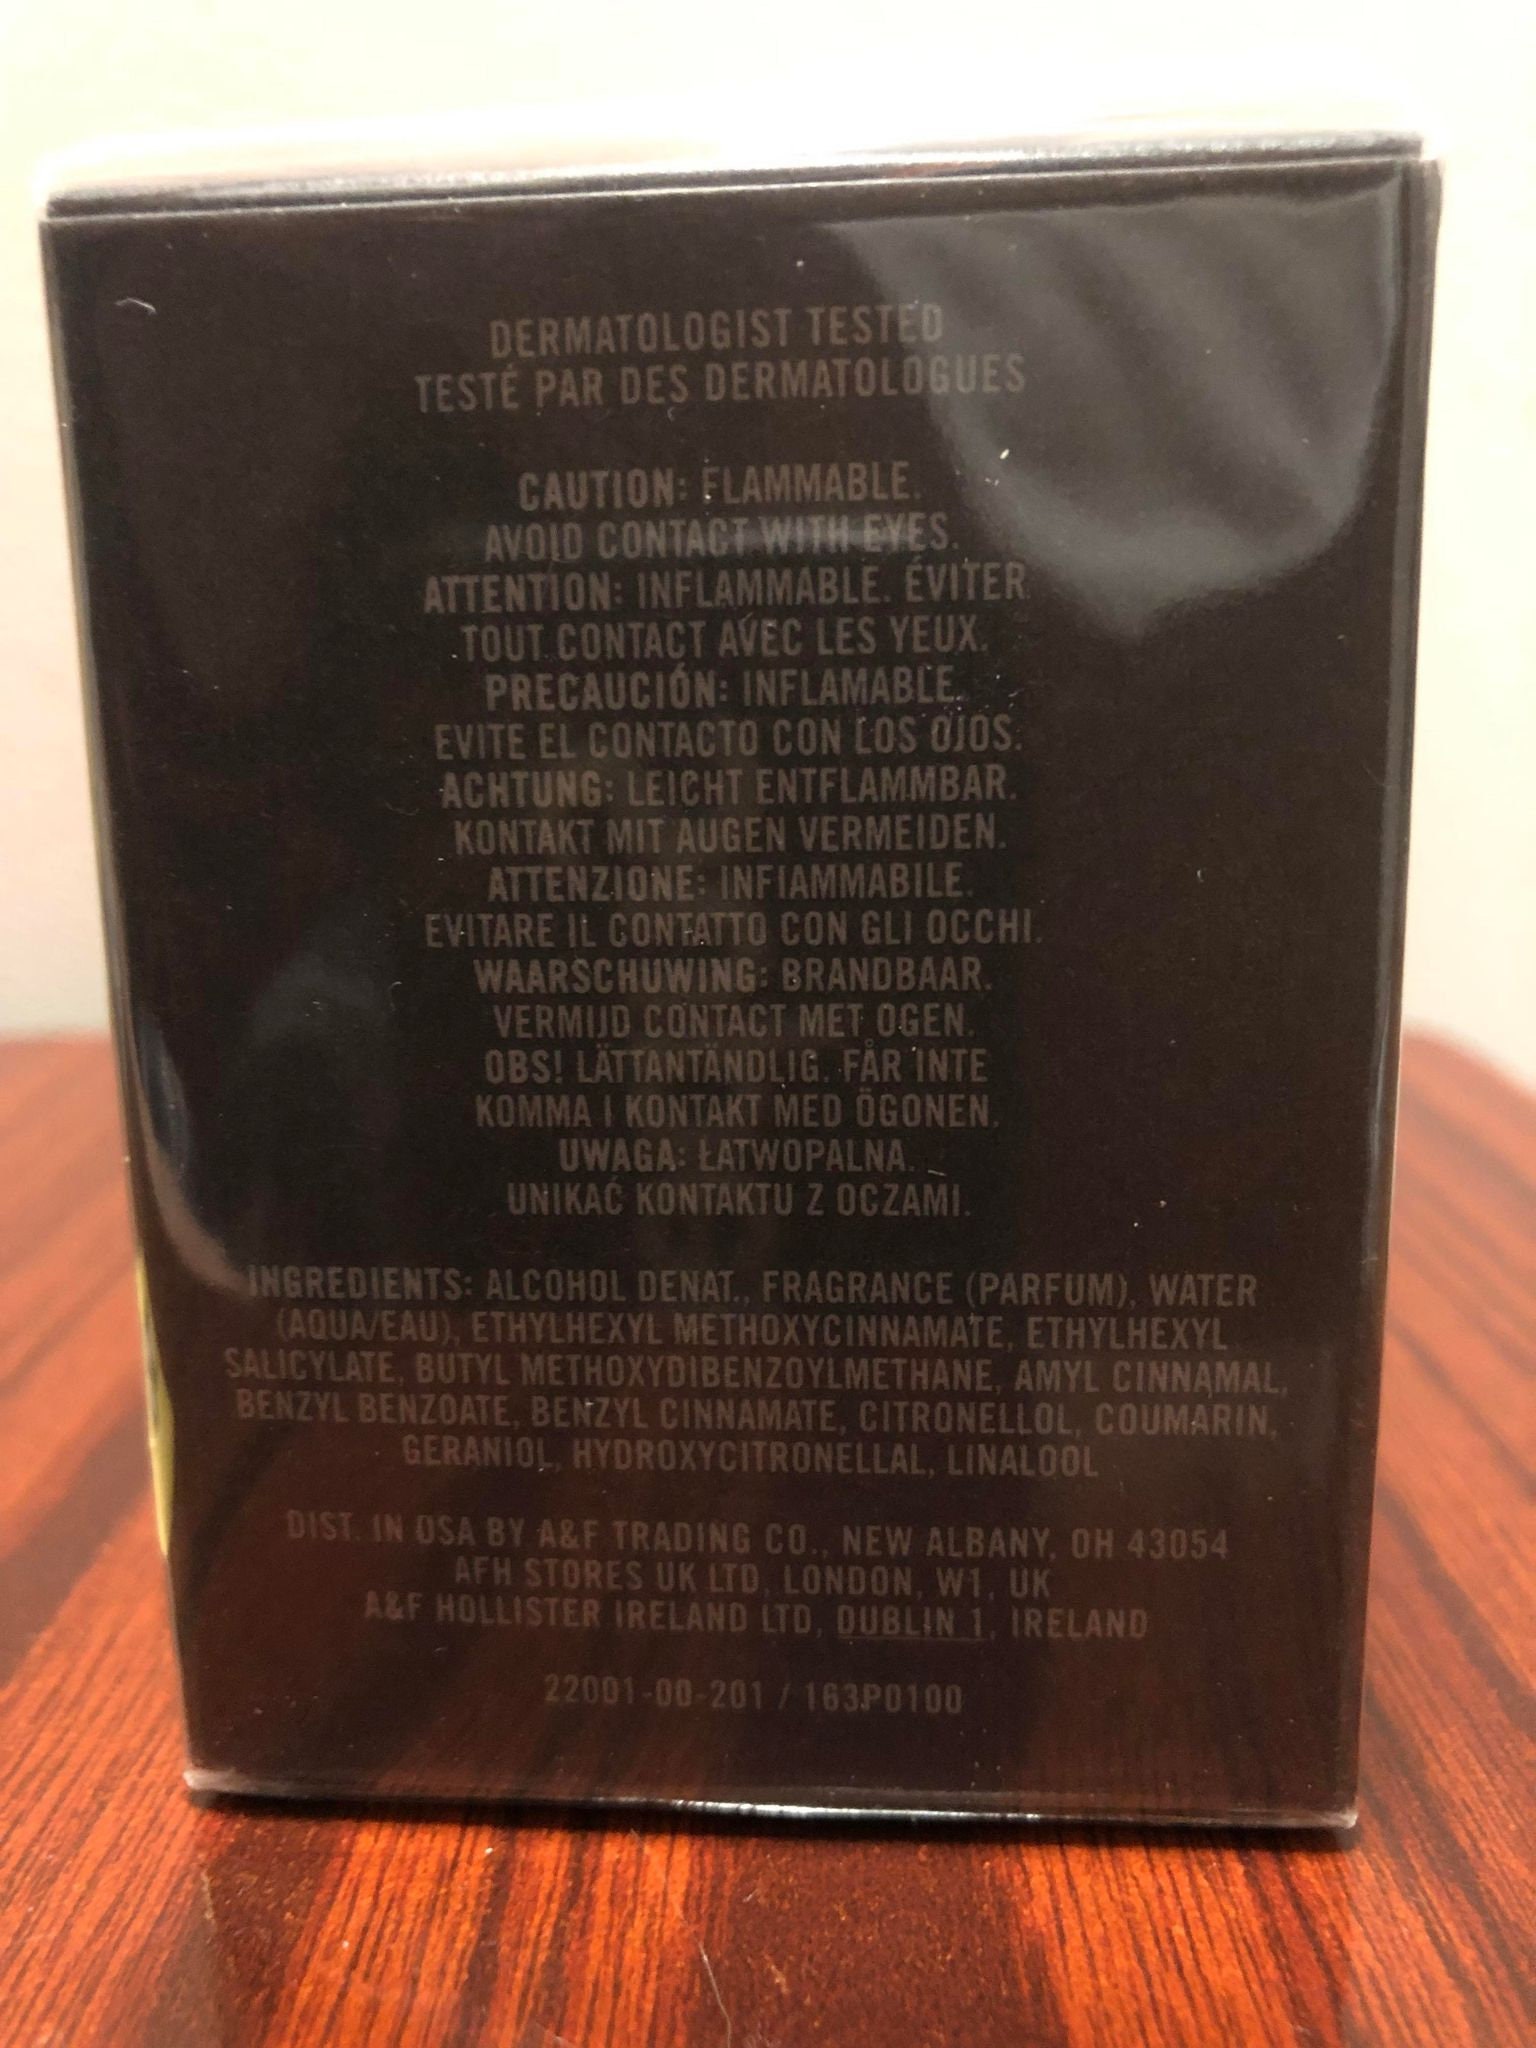 DERMATOLOGIST TESTED
TESTÉ PAR DES DERMATOLOGUES
CAUTION: FLAMMABLE.
AVOID CONTACT WITH EYES.
ATTENTION: INFLAMMABLE. ÉVITER
TOUT CONTACT AVEC LES YEUX.
PRECAUCIÓN: INFLAMABLE.
EVITE EL CONTACTO CON LOS OJOS.
ACHTUNG: LEICHT ENTFLAMMBAR.
KONTAKT MIT AUGEN VERMEIDEN.
ATTENZIONE: INFIAMMABILE.
EVITARE IL CONTATTO CON GLI OCCHI.
WAARSCHUWING: BRANDBAAR.
VERMIJD CONTACT MET OGEN.
OBS! LÄTTANTÄNDLIG. FÅR INTE
KOMMA I KONTAKT MED ÖGONEN.
UWAGA: ŁATWOPALNA.
UNIKAĆ KONTAKTU Z OCZAMI.
INGREDIENTS: ALCOHOL DENAT., FRAGRANCE (PARFUM), WATER
(AQUA/EAU), ETHYLHEXYL METHOXYCINNAMATE, ETHYLHEXYL
SALICYLATE, BUTYL METHOXYDIBENZOYLMETHANE, AMYL CINNAMAL,
BENZYL BENZOATE, BENZYL CINNAMATE, CITRONELLOL, COUMARIN,
GERANIOL, HYDROXYCITRONELLAL, LINALOOL
DIST. IN USA BY A&F TRADING CO., NEW ALBANY, OH 43054
AFH STORES UK LTD, LONDON, W1, UK
A&F HOLLISTER IRELAND LTD, DUBLIN 1, IRELAND
22001-00-201 / 163P0100